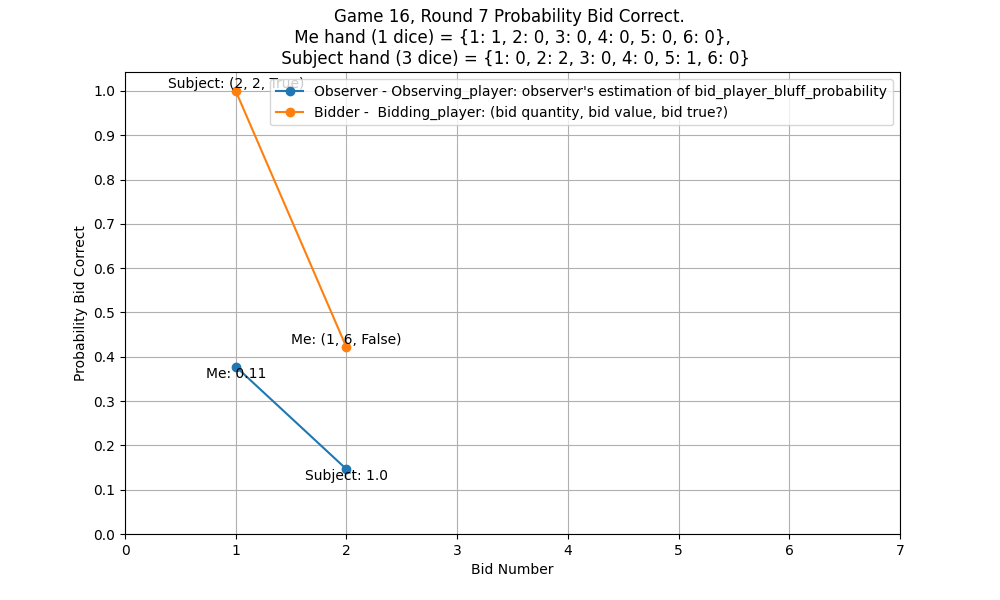 Game 16, Round 7 Probability Bid Correct.
Me hand (1 dice) = {1: 1, 2: 0, 3: 0, 4: 0, 5: 0, 6: 0},
Subject hand (3 dice) = {1: 0, 2: 2, 3: 0, 4: 0, 5: 1, 6: 0}
Subject: (2, 2, True)
Observer - Observing_player: observer's estimation of bid_player_bluff_probability
Bidder -  Bidding_player: (bid quantity, bid value, bid true?)
1.0
0.9
0.8
0.7
0.6
0.5
0.4
0.3
0.2
0.1
0.0
Probability Bid Correct
Me: (1, 6, False)
Me: 0.11
Subject: 1.0
0 1 2 3 4 5 6 7
Bid Number